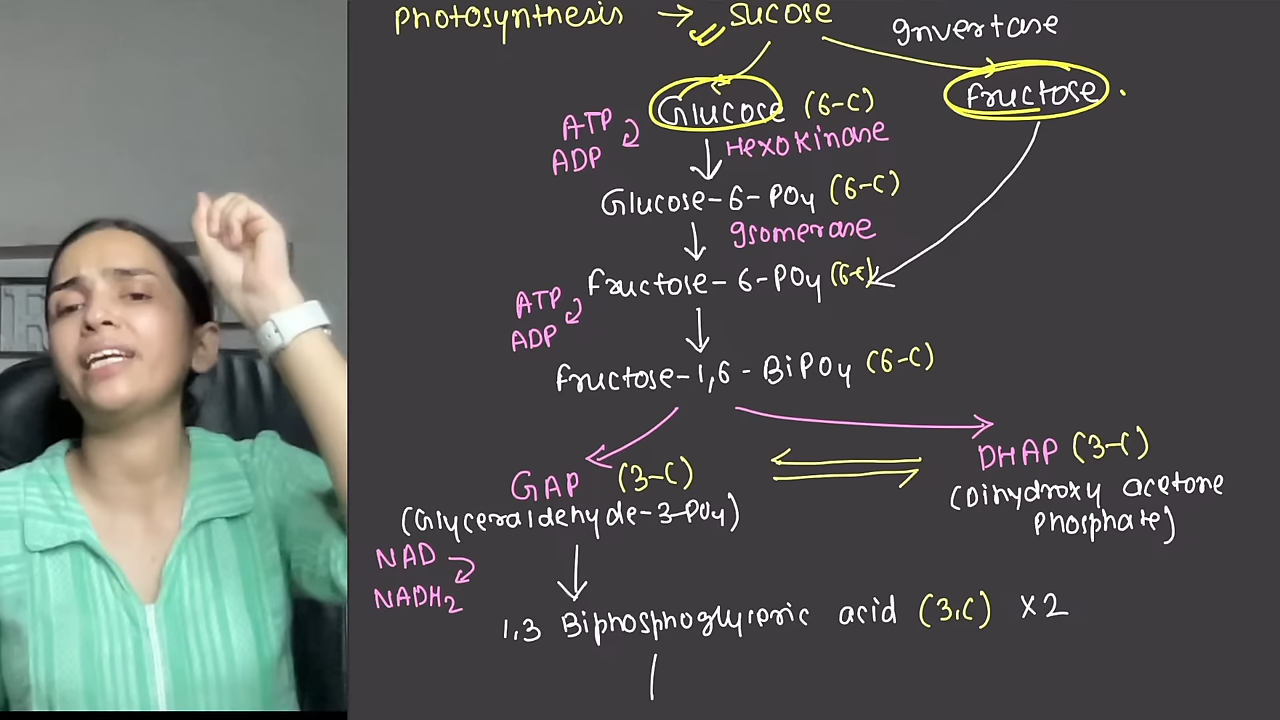 Photosynthesis → sucose
Invertase
Glucose (6-C)
Fructose.
ATP
ADP
Hexokinase
Glucose-6-PO4 (6-C)
Isomerase
Fructose-6-PO4 (6-C)
ATP
ADP
Fructose-1,6-BiPO4 (6-C)
GAP (3-C)
DHAP (3-C)
(Glyceraldehyde-3-PO4)
(Dihydroxy acetone
Phosphate)
NAD
NADH2
1,3 Biphosphoglyceric acid (3,C) x2